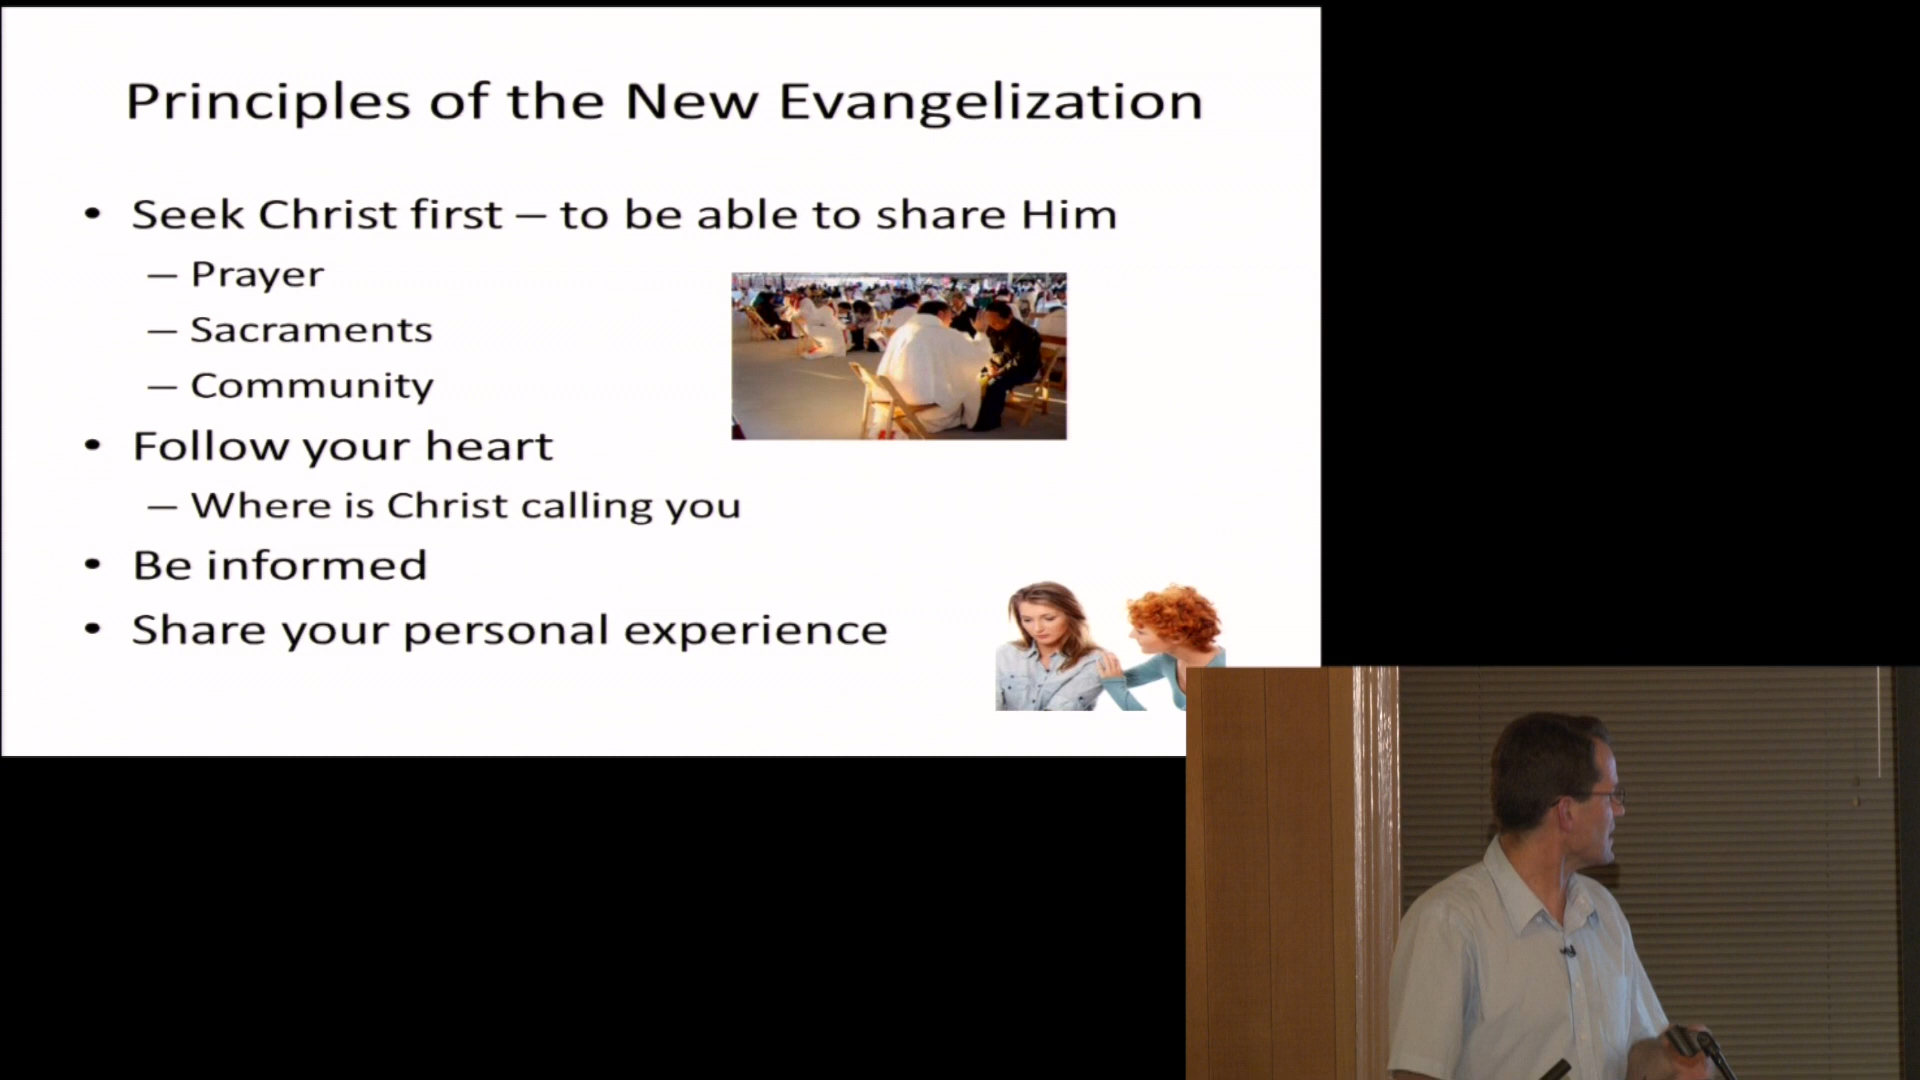 Principles of the New Evangelization
• Seek Christ first – to be able to share Him
– Prayer
– Sacraments
– Community
• Follow your heart
– Where is Christ calling you
• Be informed
• Share your personal experience